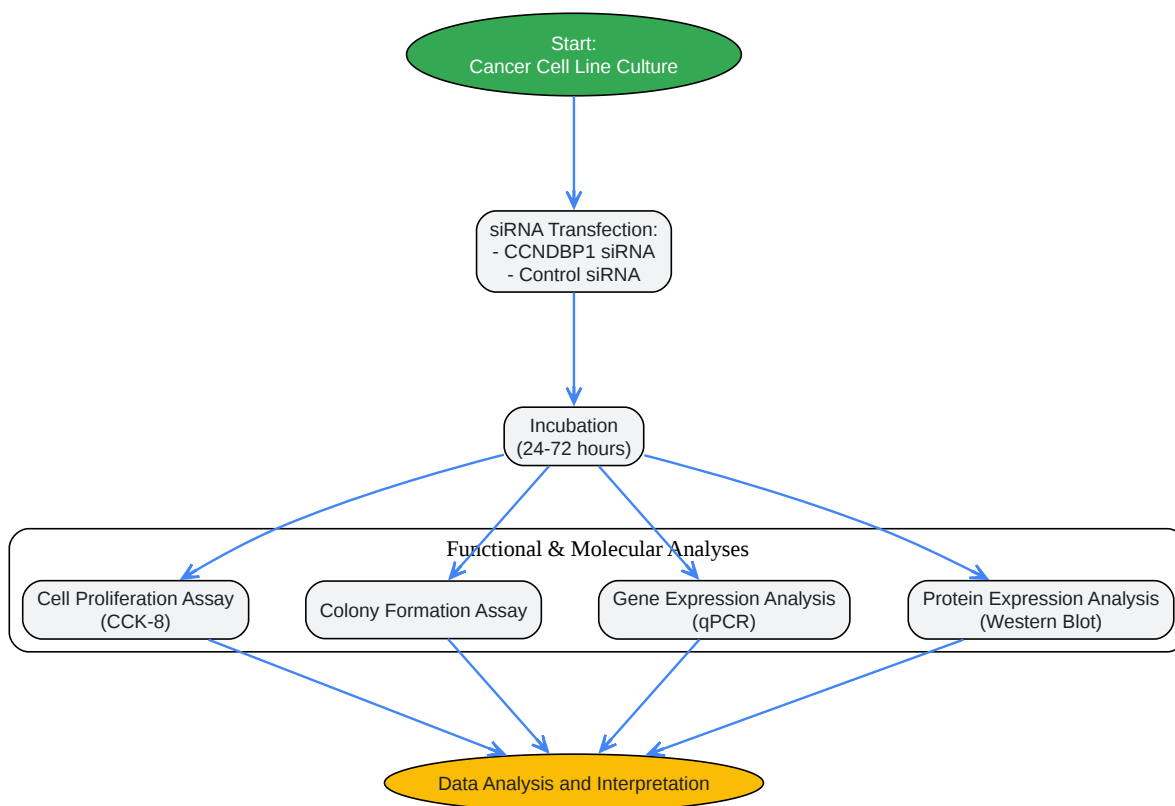 Start:
Cancer Cell Line Culture
siRNA Transfection:
- CCNDBP1 siRNA
- Control siRNA
Incubation
(24-72 hours)
Functional & Molecular Analyses
Cell Proliferation Assay
(CCK-8)
Colony Formation Assay
Gene Expression Analysis
(qPCR)
Protein Expression Analysis
(Western Blot)
Data Analysis and Interpretation